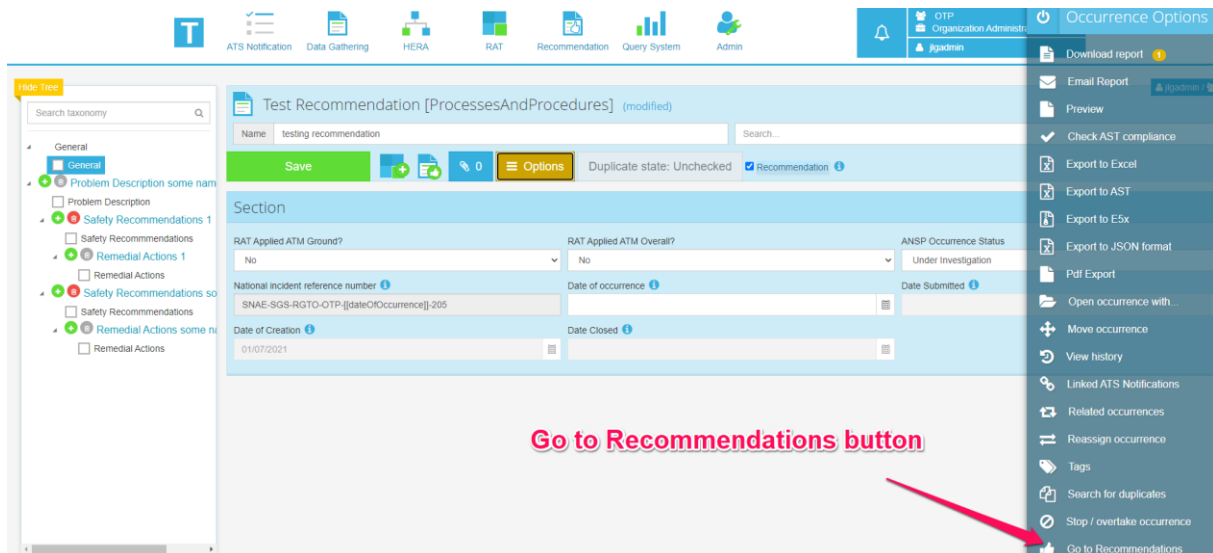 T
ATS Notification
Data Gathering
HERA
RAT
Recommendation
Query System
Admin
OTP
Organization Administra
jlgadmin
Occurrence Options
Download report 1
Email Report
jlgadmin /
Preview
Check AST compliance
Export to Excel
Export to AST
Export to E5x
Export to JSON format
Pdf Export
Open occurrence with...
Move occurrence
View history
Linked ATS Notifications
Related occurrences
Reassign occurrence
Tags
Search for duplicates
Stop / overtake occurrence
Go to Recommendations
Hide Tree
Search taxonomy
General
General
Problem Description some nam
Problem Description
Safety Recommendations 1
Safety Recommmendations
Remedial Actions 1
Remedial Actions
Safety Recommendations so
Safety Recommmendations
Remedial Actions some na
Remedial Actions
Test Recommendation [ProcessesAndProcedures] (modified)
Name testing recommendation
Search...
Save
0
Options
Duplicate state: Unchecked
Recommendation
Section
RAT Applied ATM Ground?
No
RAT Applied ATM Overall?
No
ANSP Occurrence Status
Under Investigation
National incident reference number
SNAE-SGS-RGTO-OTP-[[dateOfOccurrence]]-205
Date of occurrence
Date Submitted
Date of Creation
01/07/2021
Date Closed
Go to Recommendations button